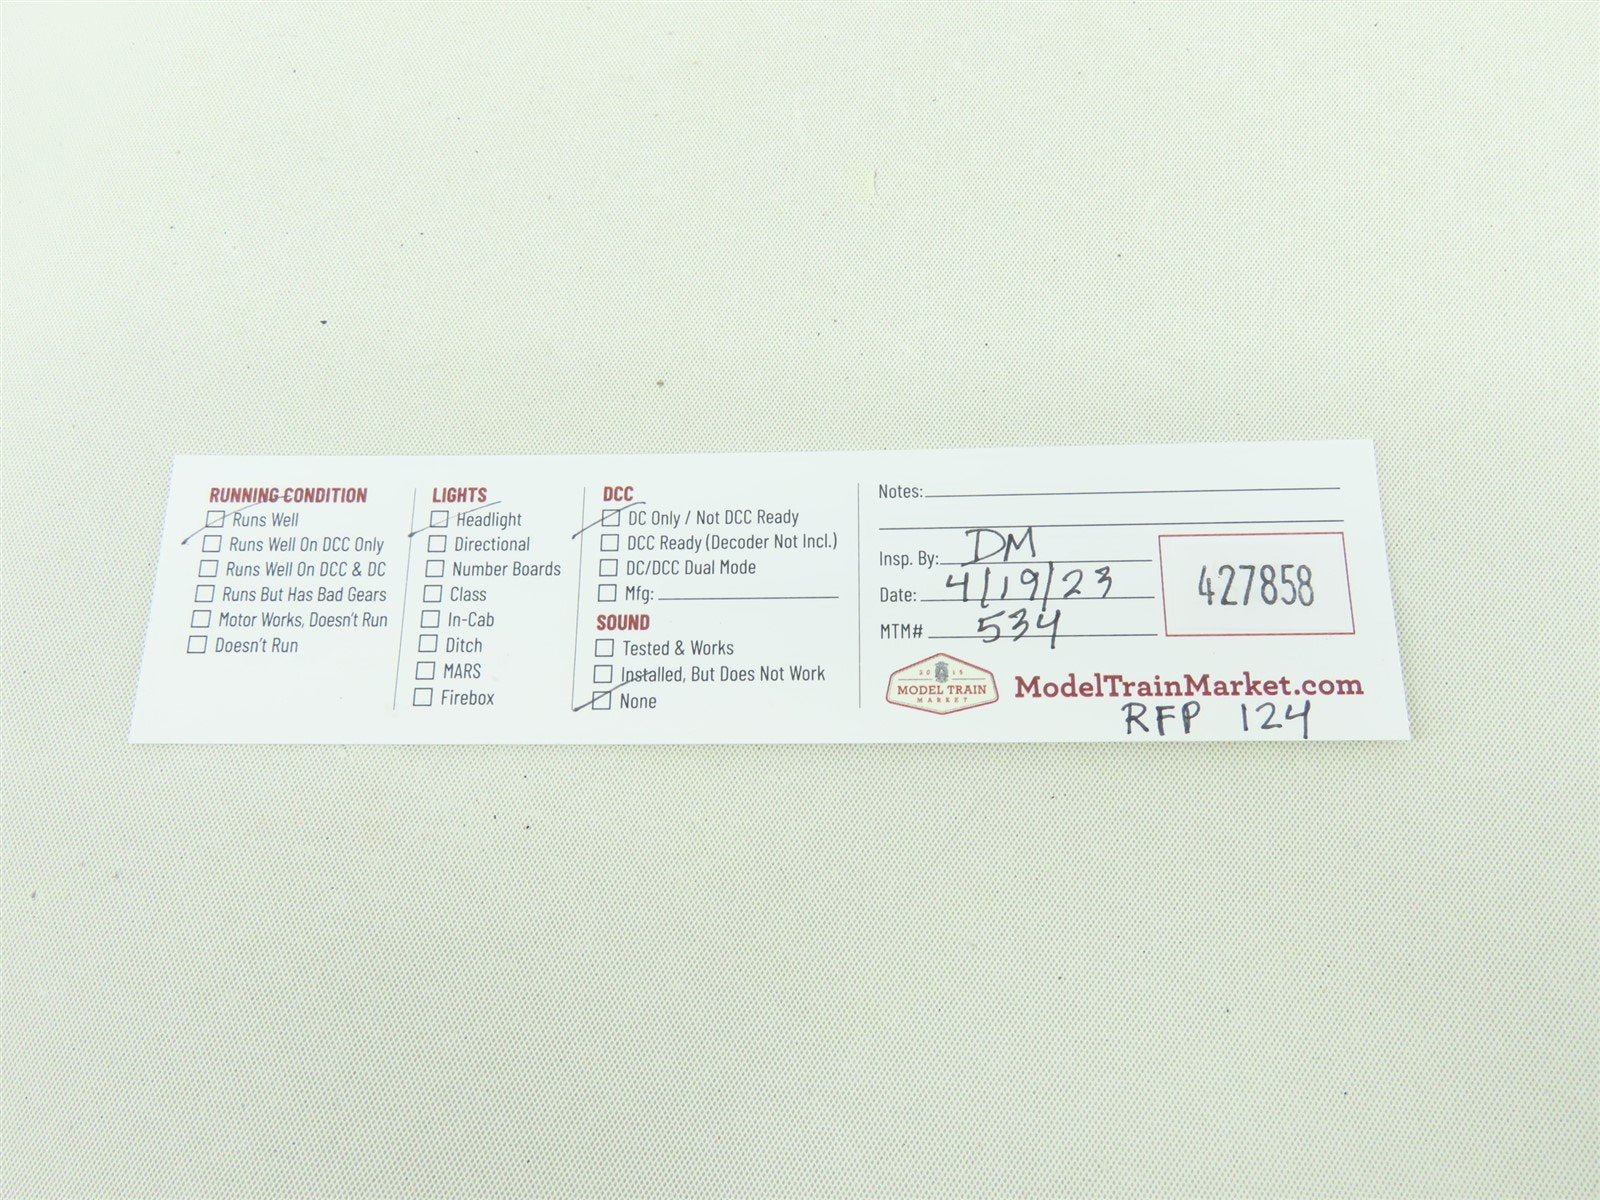 RUNNING CONDITION
Runs Well
Runs Well On DCC Only
Runs Well On DCC & DC
Runs But Has Bad Gears
Motor Works, Doesn't Run
Doesn't Run
LIGHTS
Headlight
Directional
Number Boards
Class
In-Cab
Ditch
MARS
Firebox
DCC
DC Only / Not DCC Ready
DCC Ready (Decoder Not Incl.)
DC/DCC Dual Mode
Mfg:
SOUND
Tested & Works
Installed, But Does Not Work
None
Notes:
Insp. By: DM
Date: 4/19/23
MTM# 534
427858
2015
MODEL TRAIN
MARKET
ModelTrainMarket.com
RFP 124